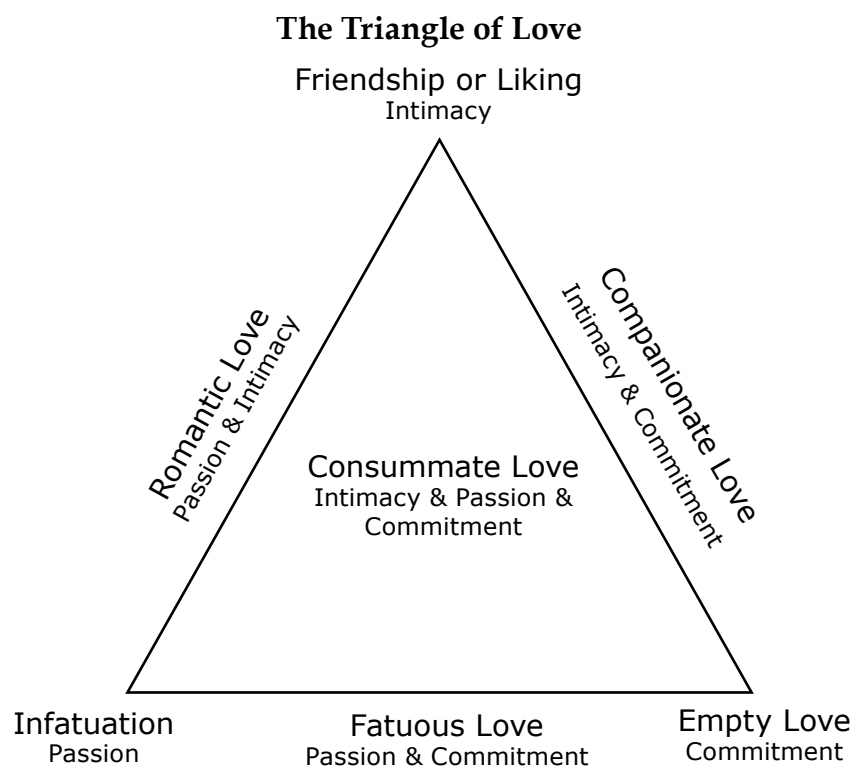 The Triangle of Love
Friendship or Liking
Intimacy
Romantic Love
Passion & Intimacy
Companionate Love
Intimacy & Commitment
Consummate Love
Intimacy & Passion &
Commitment
Infatuation
Passion
Fatuous Love
Passion & Commitment
Empty Love
Commitment